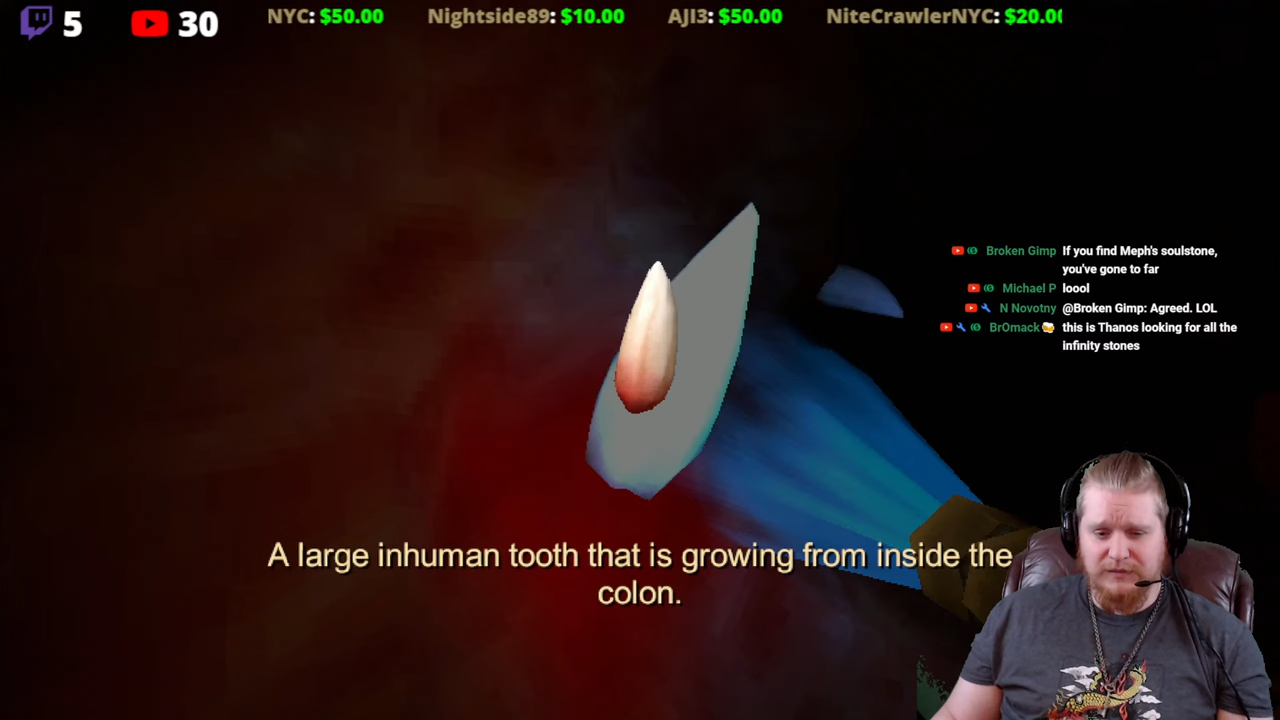 5 30 NYC: $50.00 Nightside89: $10.00 AJI3: $50.00 NiteCrawlerNYC: $20.0
Broken Gimp If you find Meph's soulstone,
you've gone to far
Michael P loool
N Novotny @Broken Gimp: Agreed. LOL
BrOmack this is Thanos looking for all the
infinity stones
A large inhuman tooth that is growing from inside the
colon.